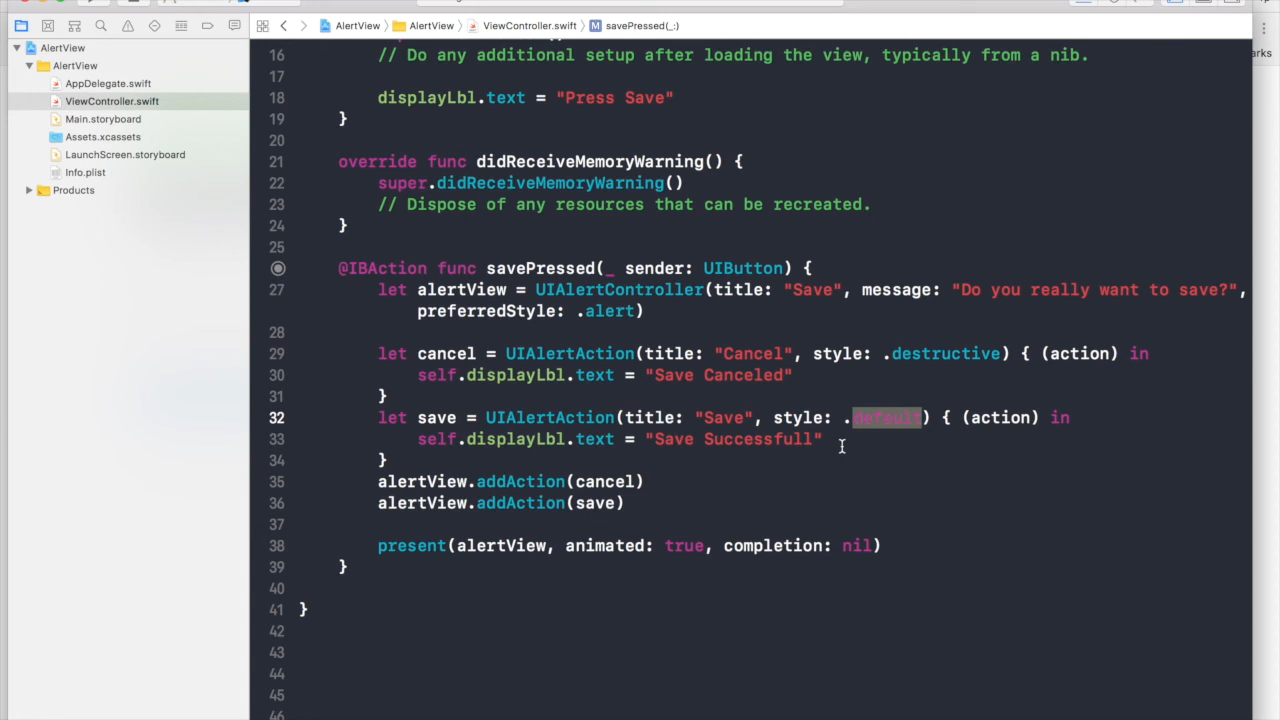 AlertView
AlertView
ViewController.swift
M
savePressed(_:)
arks
AlertView
AlertView
AppDelegate.swift
ViewController.swift
Main.storyboard
Assets.xcassets
LaunchScreen.storyboard
Info.plist
Products
16 // Do any additional setup after loading the view, typically from a nib.
17
18 displayLbl.text = "Press Save"
19 }
20
21 override func didReceiveMemoryWarning() {
22 super.didReceiveMemoryWarning()
23 // Dispose of any resources that can be recreated.
24 }
25
@IBAction func savePressed(_ sender: UIButton) {
27 let alertView = UIAlertController(title: "Save", message: "Do you really want to save?",
preferredStyle: .alert)
28
29 let cancel = UIAlertAction(title: "Cancel", style: .destructive) { (action) in
30 self.displayLbl.text = "Save Canceled"
31 }
32 let save = UIAlertAction(title: "Save", style: .default) { (action) in
33 self.displayLbl.text = "Save Successfull"
34 }
35 alertView.addAction(cancel)
36 alertView.addAction(save)
37
38 present(alertView, animated: true, completion: nil)
39 }
40
41 }
42
43
44
45
46